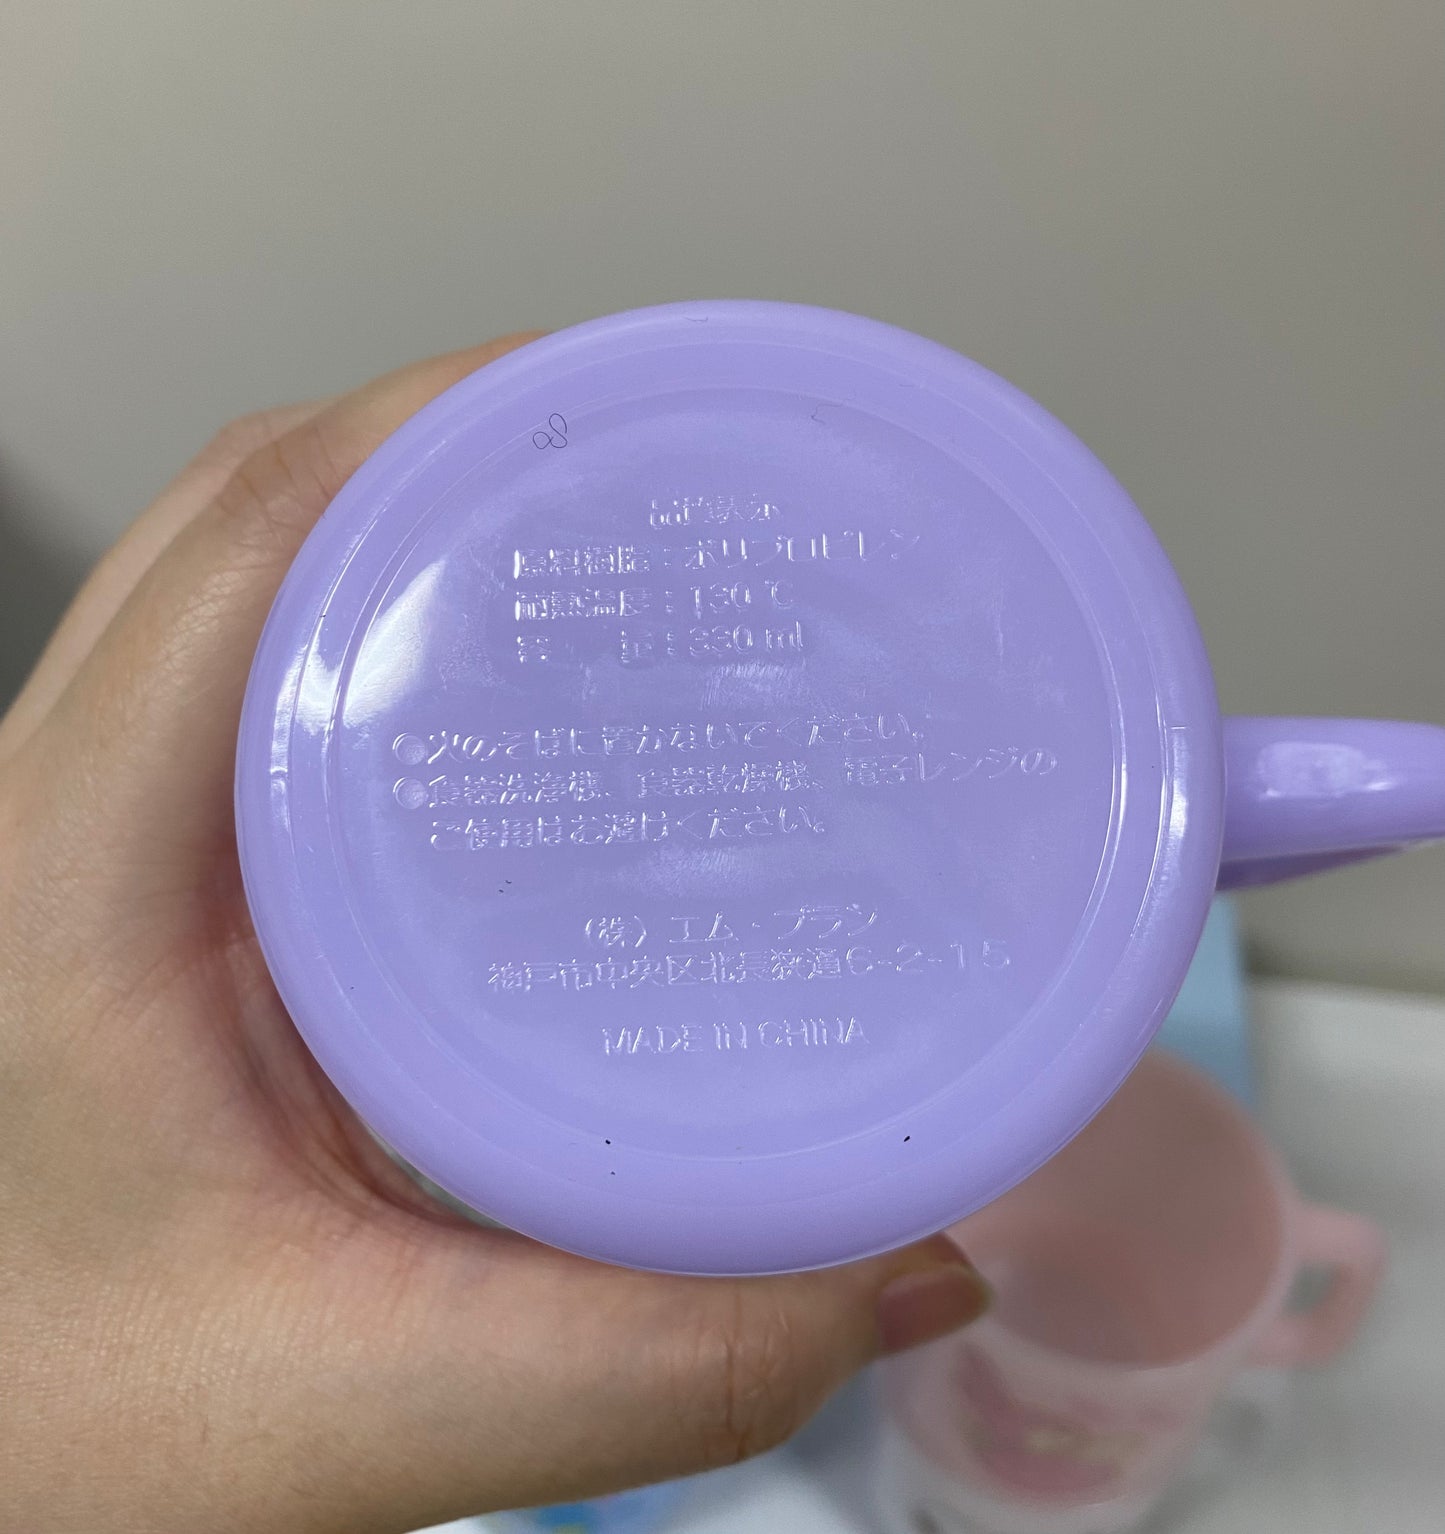 品質表示
原料樹脂：ポリプロピレン
耐熱温度：130℃
容　　量：330 ml
●火のそばに置かないでください。
●食器洗浄機、食器乾燥機、電子レンジの
ご使用はお避けください。
（株）エム・プラン
神戸市中央区北長狭通6-2-15
MADE IN CHINA